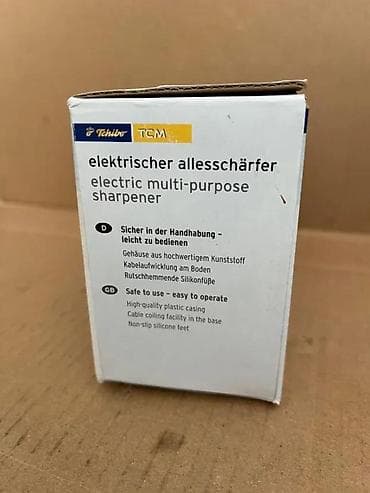 Tchibo TCM
elektrischer allesschärfer
electric multi-purpose
sharpener
D Sicher in der Handhabung –
leicht zu bedienen
Gehäuse aus hochwertigem Kunststoff
Kabelaufwicklung am Boden
Rutschhemmende Silikonfüße
GB Safe to use – easy to operate
High-quality plastic casing
Cable coiling facility in the base
Non-slip silicone feet